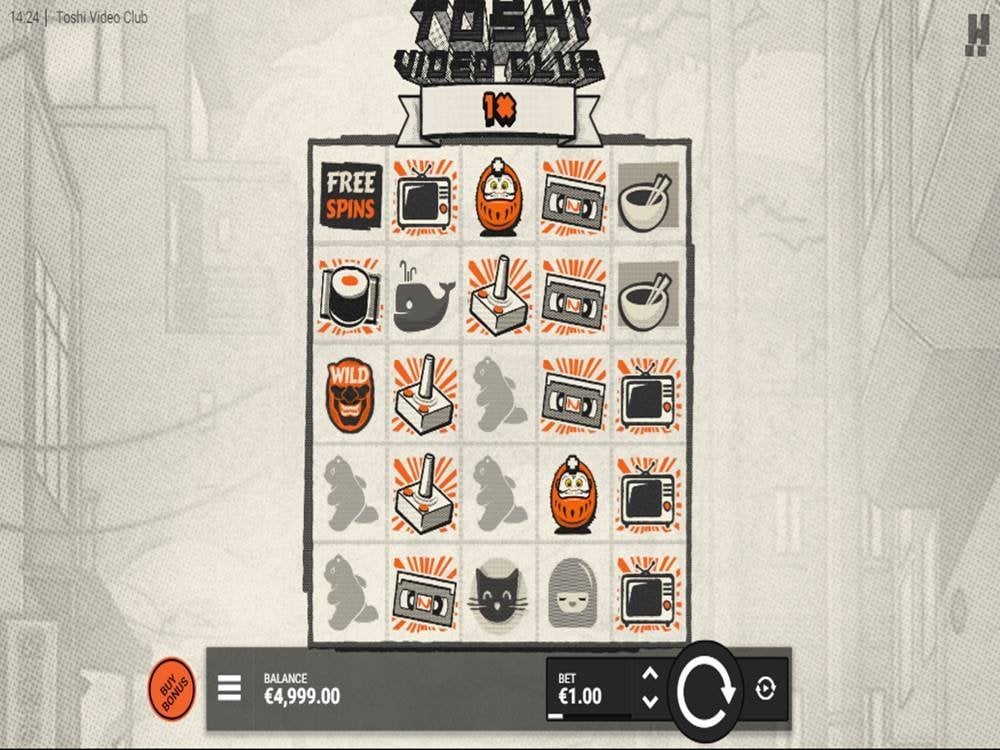 14:24 | Toshi Video Club
TOSHI
VIDEO CLUB
1X
FREE
SPINS
N
N
WILD
N
N
BUY
BONUS
BALANCE
€4,999.00
BET
€1.00